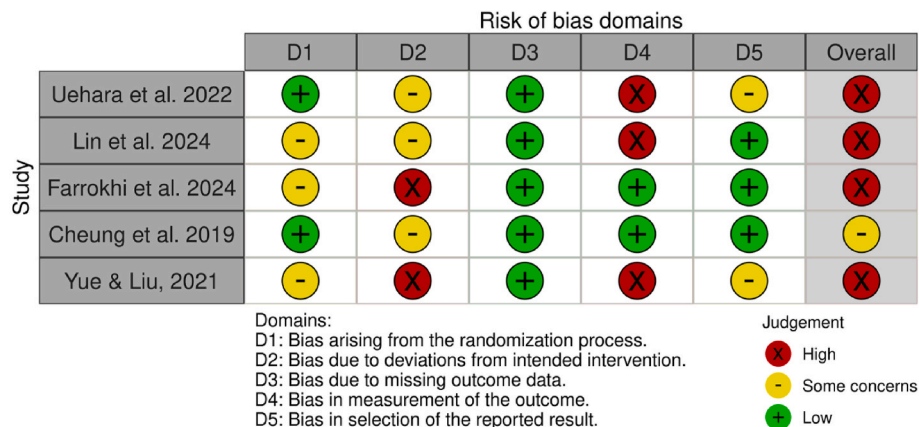 Risk of bias domains
D1 D2 D3 D4 D5 Overall
Study
Uehara et al. 2022 + - + X - X
Lin et al. 2024 - - + X + X
Farrokhi et al. 2024 - X + + + X
Cheung et al. 2019 + - + + + -
Yue & Liu, 2021 - X + X - X
Domains:
D1: Bias arising from the randomization process.
D2: Bias due to deviations from intended intervention.
D3: Bias due to missing outcome data.
D4: Bias in measurement of the outcome.
D5: Bias in selection of the reported result.
Judgement
X High
- Some concerns
+ Low